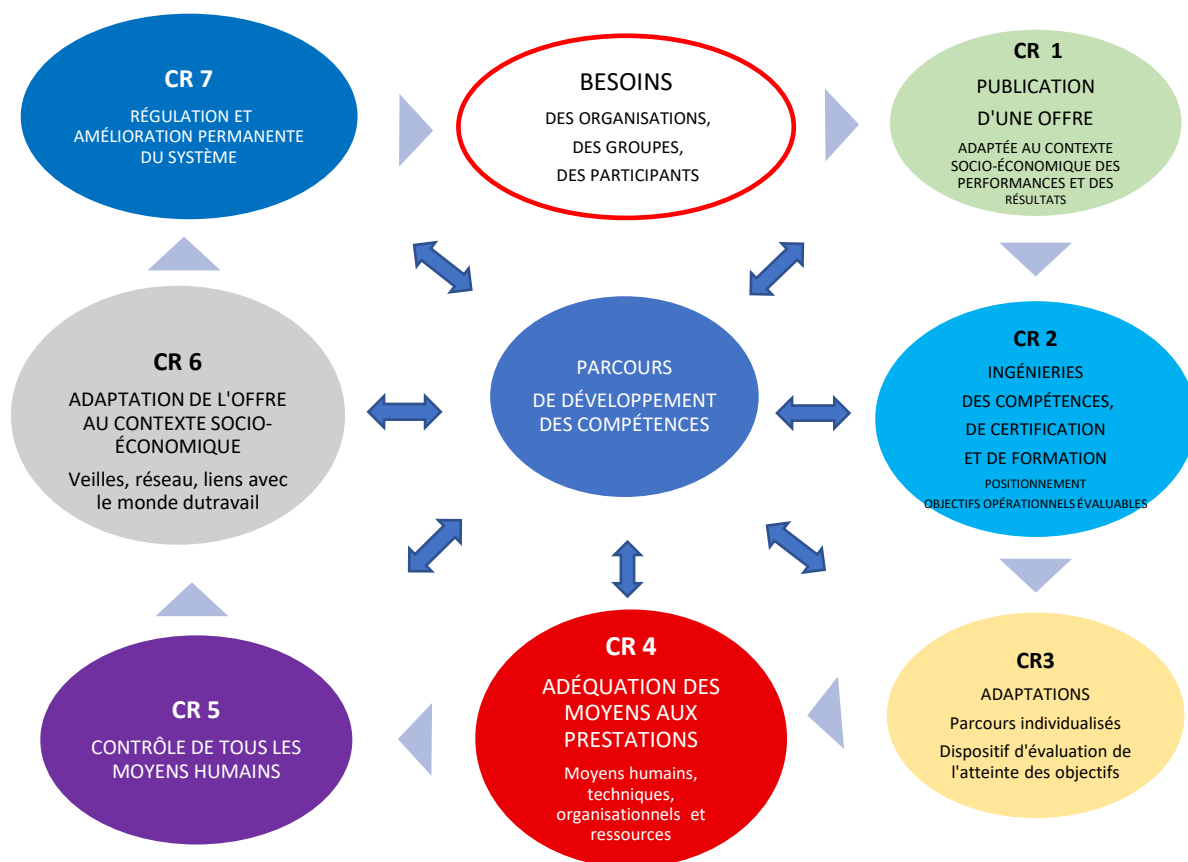 CR 7
RÉGULATION ET
AMÉLIORATION PERMANENTE
DU SYSTÈME
BESOINS
DES ORGANISATIONS,
DES GROUPES,
DES PARTICIPANTS
CR 1
PUBLICATION
D'UNE OFFRE
ADAPTÉE AU CONTEXTE
SOCIO-ÉCONOMIQUE DES
PERFORMANCES ET DES
RÉSULTATS
CR 6
ADAPTATION DE L'OFFRE
AU CONTEXTE SOCIO-
ÉCONOMIQUE
Veilles, réseau, liens avec
le monde dutravail
PARCOURS
DE DÉVELOPPEMENT
DES COMPÉTENCES
CR 2
INGÉNIERIES
DES COMPÉTENCES,
DE CERTIFICATION
ET DE FORMATION
POSITIONNEMENT
OBJECTIFS OPÉRATIONNELS ÉVALUABLES
CR 5
CONTRÔLE DE TOUS LES
MOYENS HUMAINS
CR 4
ADÉQUATION DES
MOYENS AUX
PRESTATIONS
Moyens humains,
techniques,
organisationnels et
ressources
CR3
ADAPTATIONS
Parcours individualisés
Dispositif d'évaluation de
l'atteinte des objectifs